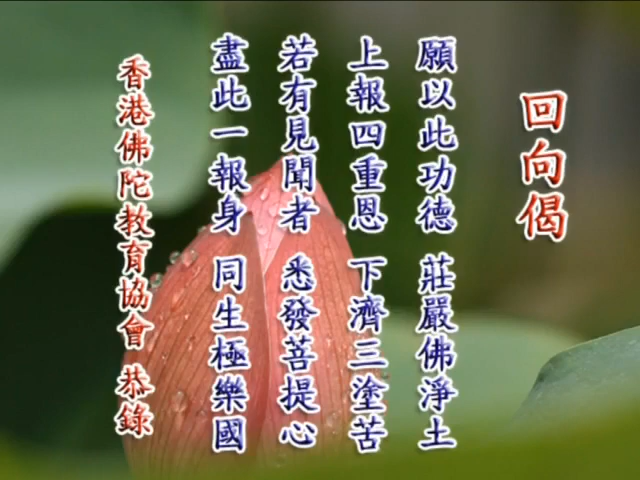 回向偈
願以此功德 莊嚴佛淨土
上報四重恩 下濟三塗苦
若有見聞者 悉發菩提心
盡此一報身 同生極樂國
香港佛陀教育協會 恭錄